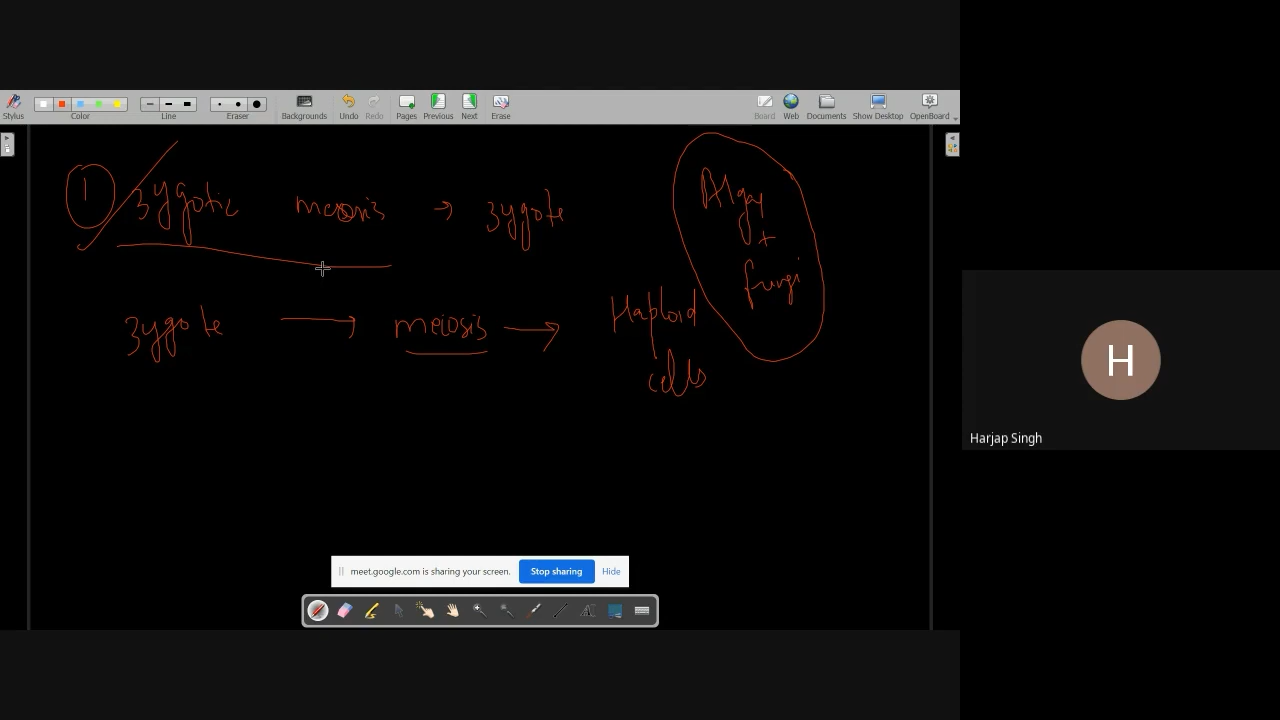 Stylus Color Line Eraser Backgrounds Undo Redo Pages Previous Next Erase Board Web Documents Show Desktop OpenBoard
1 Zygotic meiosis → zygote
Algae
+
fungi
zygote → meiosis → Haploid
cells
H
Harjap Singh
meet.google.com is sharing your screen. Stop sharing Hide